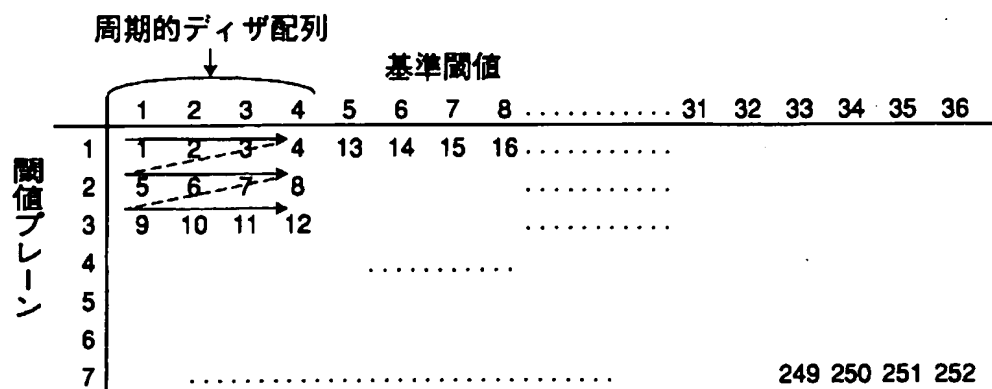 周期的ディザ配列
基準閾値
1 2 3 4 5 6 7 8 ........... 31 32 33 34 35 36
閾値プレーン
1 1 2 3 4 13 14 15 16 ...........
2 5 6 7 8 ...........
3 9 10 11 12 ...........
4 ..........
5
6
7 .............................. 249 250 251 252